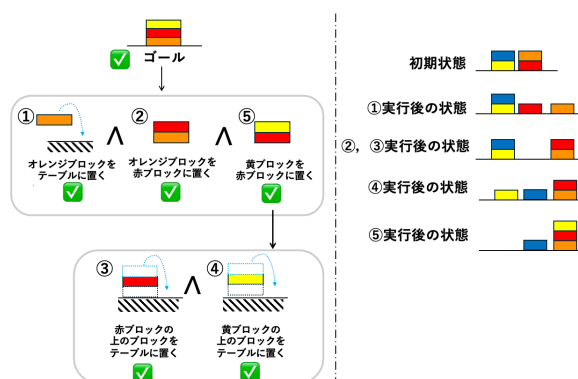 ゴール
①
②
⑤
∧
∧
オレンジブロックを
テーブルに置く
オレンジブロックを
赤ブロックに置く
黄ブロックを
赤ブロックに置く
③
④
∧
赤ブロックの
上のブロックを
テーブルに置く
黄ブロックの
上のブロックを
テーブルに置く
初期状態
①実行後の状態
②，③実行後の状態
④実行後の状態
⑤実行後の状態